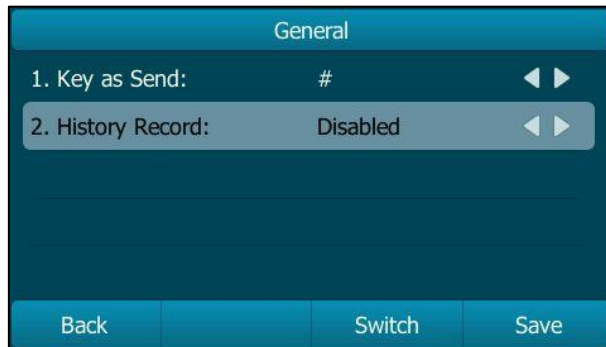 General
1. Key as Send: #
2. History Record: Disabled
Back Switch Save